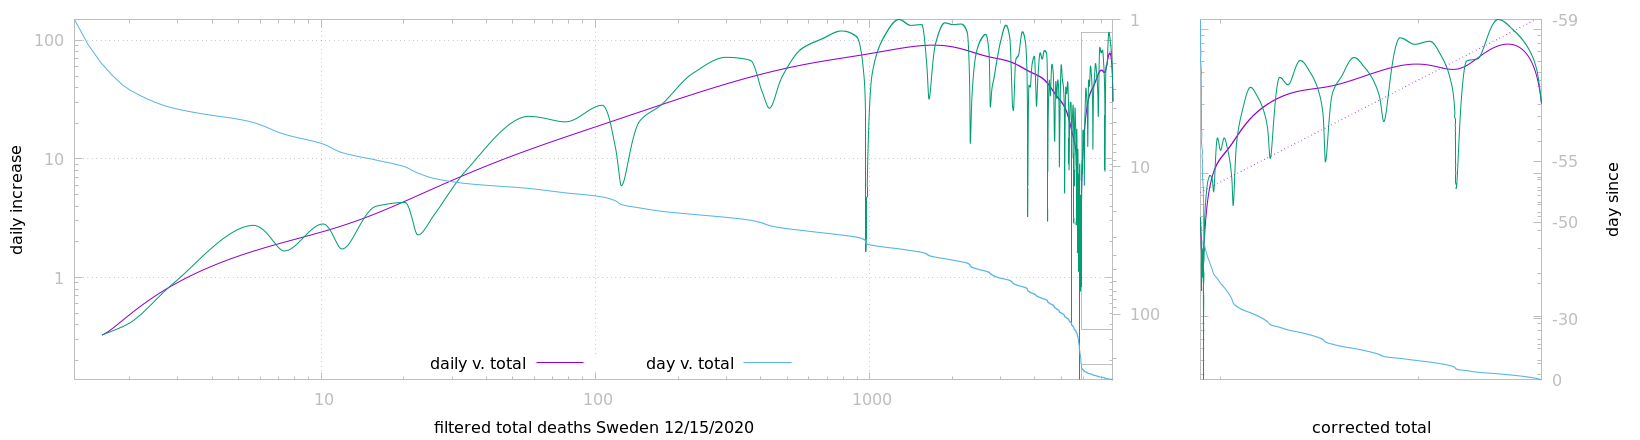 100
10
1
daily increase
1
10
100
daily v. total
day v. total
10
100
1000
filtered total deaths Sweden 12/15/2020
-59
-55
-50
-30
0
day since
corrected total